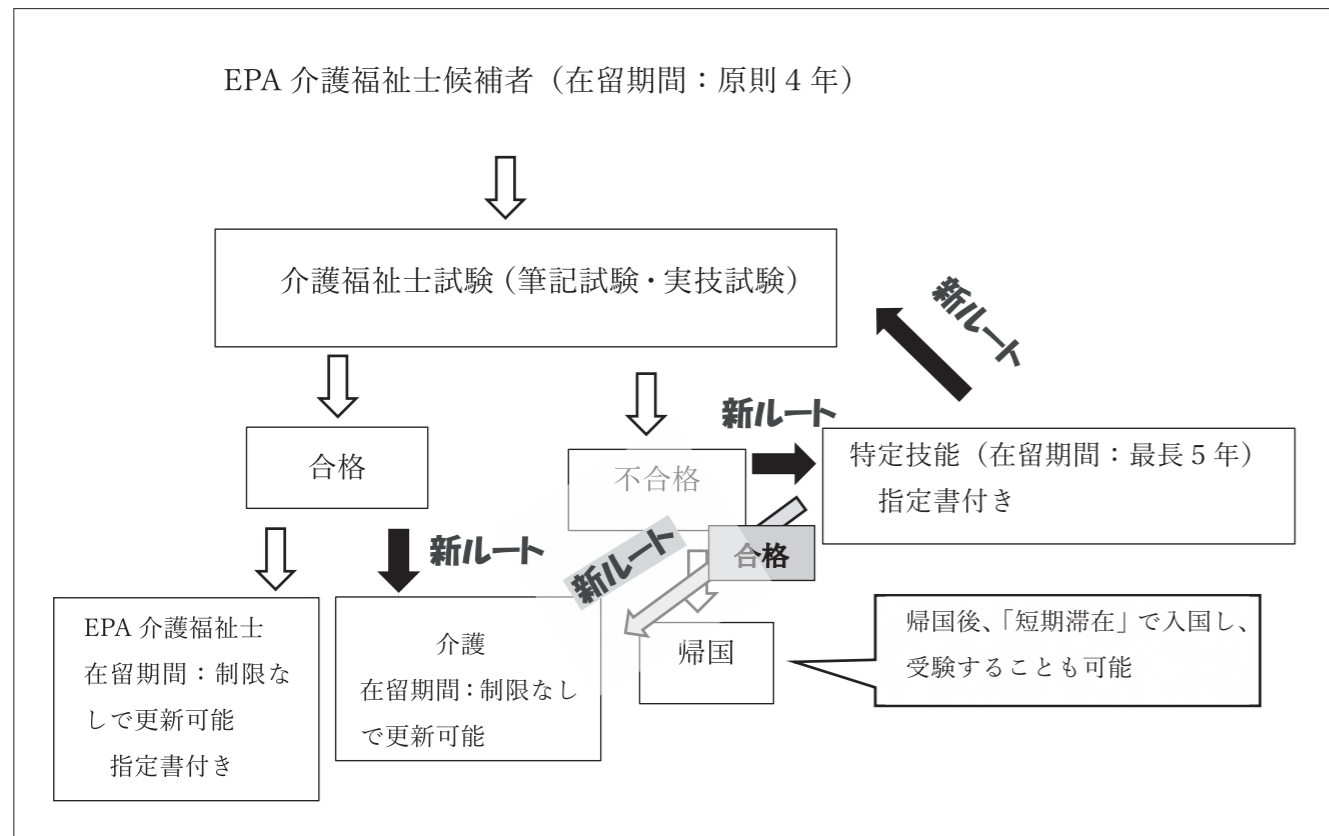 EPA 介護福祉士候補者（在留期間：原則 4 年）
介護福祉士試験（筆記試験・実技試験）
新ルート
合格
不合格
新ルート
特定技能（在留期間：最長 5 年）
指定書付き
新ルート
新ルート
合格
EPA 介護福祉士
在留期間：制限な
しで更新可能
指定書付き
介護
在留期間：制限なし
で更新可能
帰国
帰国後、「短期滞在」で入国し、
受験することも可能